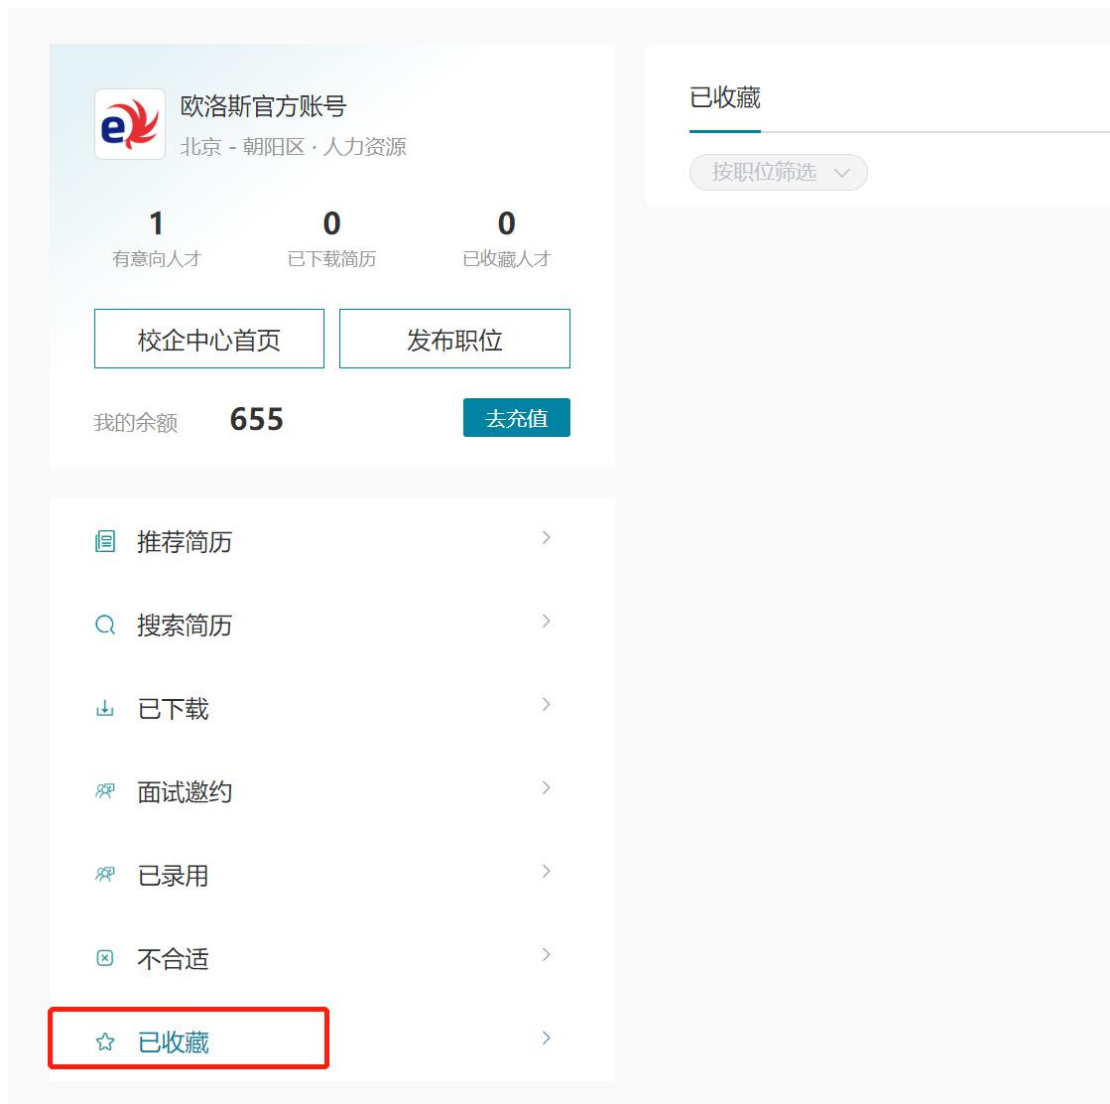 欧洛斯官方账号
北京 - 朝阳区 · 人力资源
1 0 0
有意向人才 已下载简历 已收藏人才
校企中心首页 发布职位
我的余额 655 去充值
推荐简历
搜索简历
已下载
面试邀约
已录用
不合适
已收藏
已收藏
按职位筛选